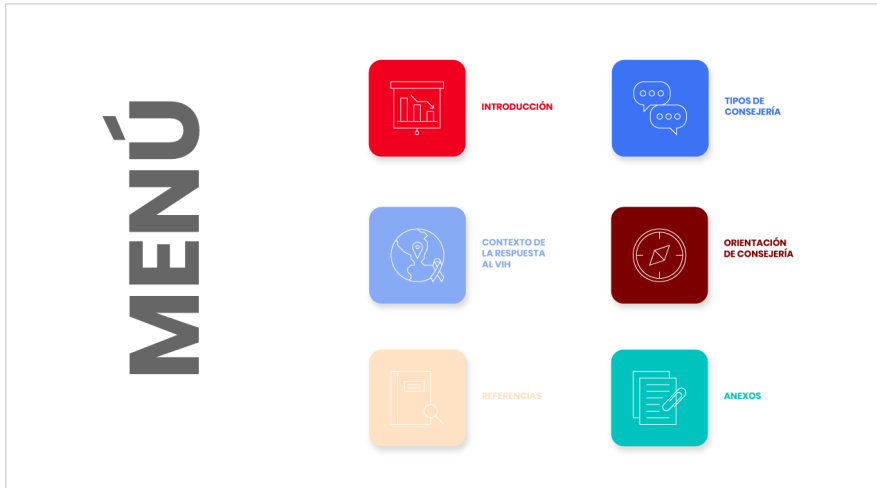 MENÚ
INTRODUCCIÓN
TIPOS DE
CONSEJERÍA
CONTEXTO DE
LA RESPUESTA
AL VIH
ORIENTACIÓN
DE CONSEJERÍA
REFERENCIAS
ANEXOS